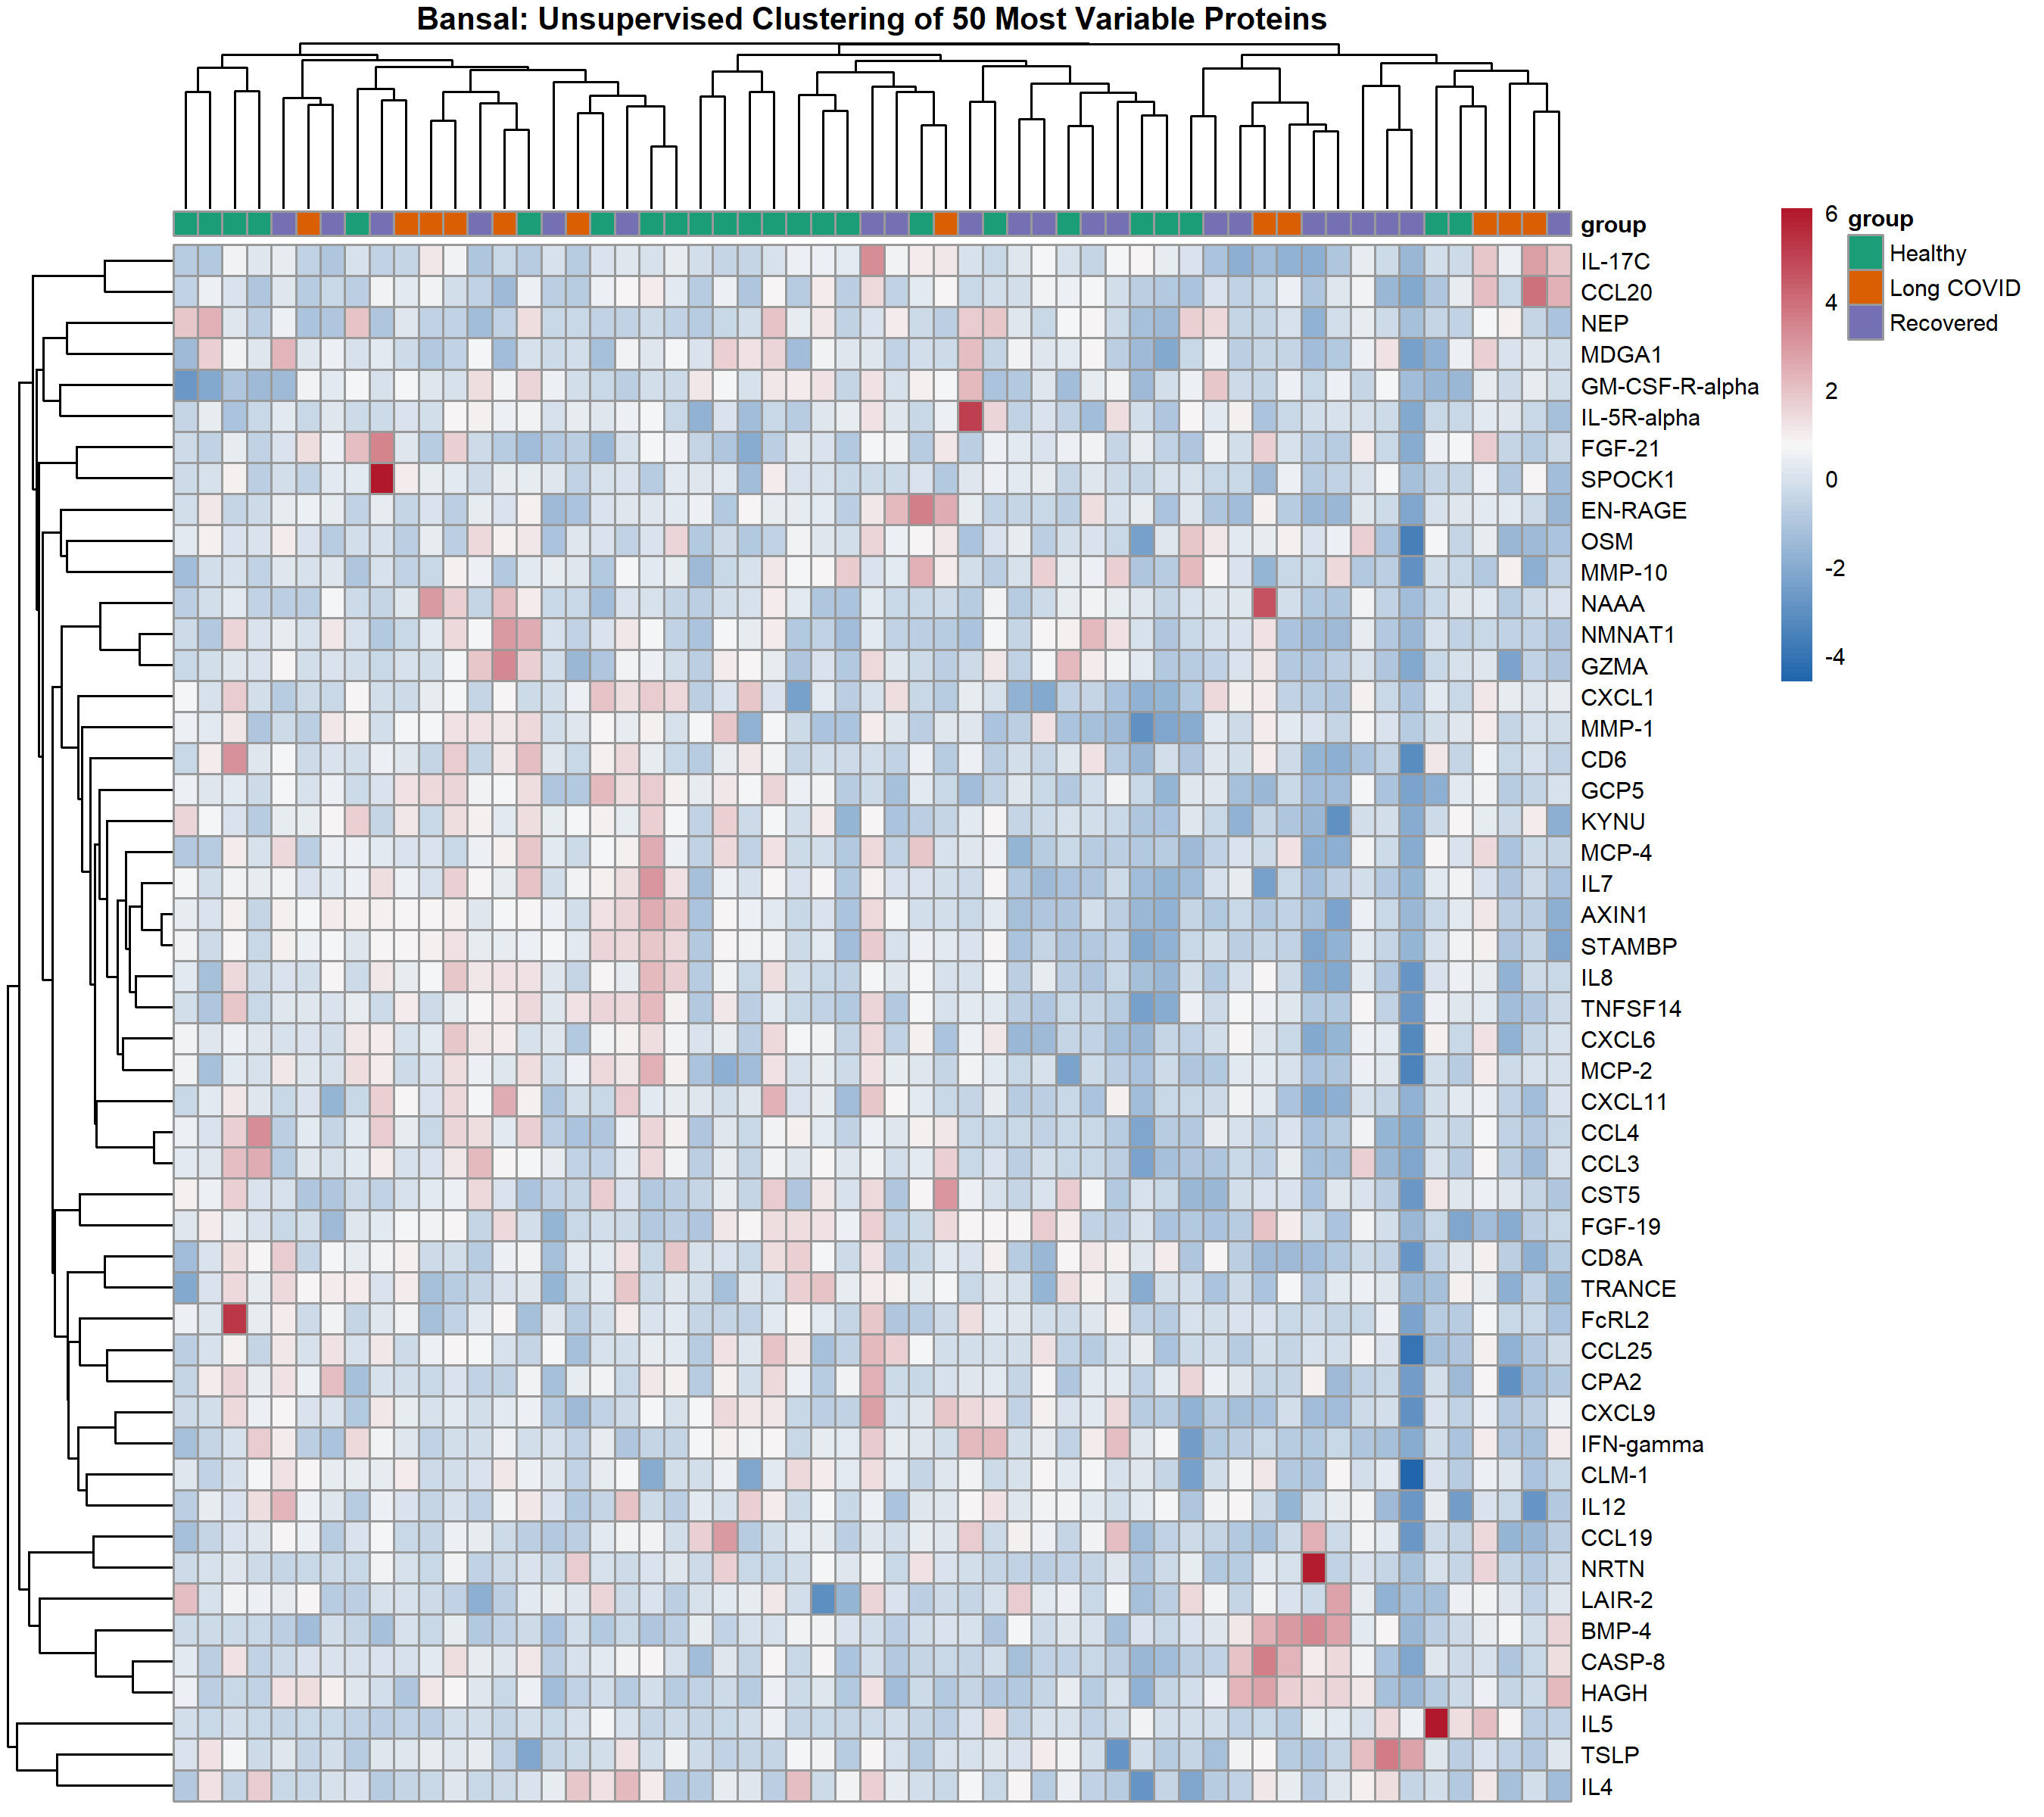 Bansal: Unsupervised Clustering of 50 Most Variable Proteins
group
IL-17C
CCL20
NEP
MDGA1
GM-CSF-R-alpha
IL-5R-alpha
FGF-21
SPOCK1
EN-RAGE
OSM
MMP-10
NAAA
NMNAT1
GZMA
CXCL1
MMP-1
CD6
GCP5
KYNU
MCP-4
IL7
AXIN1
STAMBP
IL8
TNFSF14
CXCL6
MCP-2
CXCL11
CCL4
CCL3
CST5
FGF-19
CD8A
TRANCE
FcRL2
CCL25
CPA2
CXCL9
IFN-gamma
CLM-1
IL12
CCL19
NRTN
LAIR-2
BMP-4
CASP-8
HAGH
IL5
TSLP
IL4
6
4
2
0
-2
-4
group
Healthy
Long COVID
Recovered